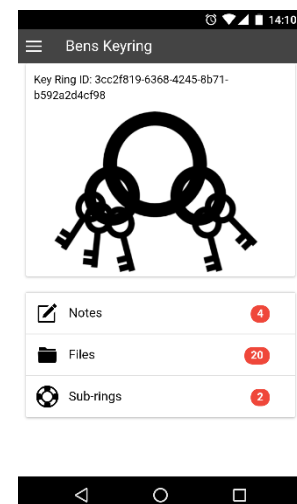 14:10
Bens Keyring
Key Ring ID: 3cc2f819-6368-4245-8b71-
b592a2d4cf98
Notes 4
Files 20
Sub-rings 2